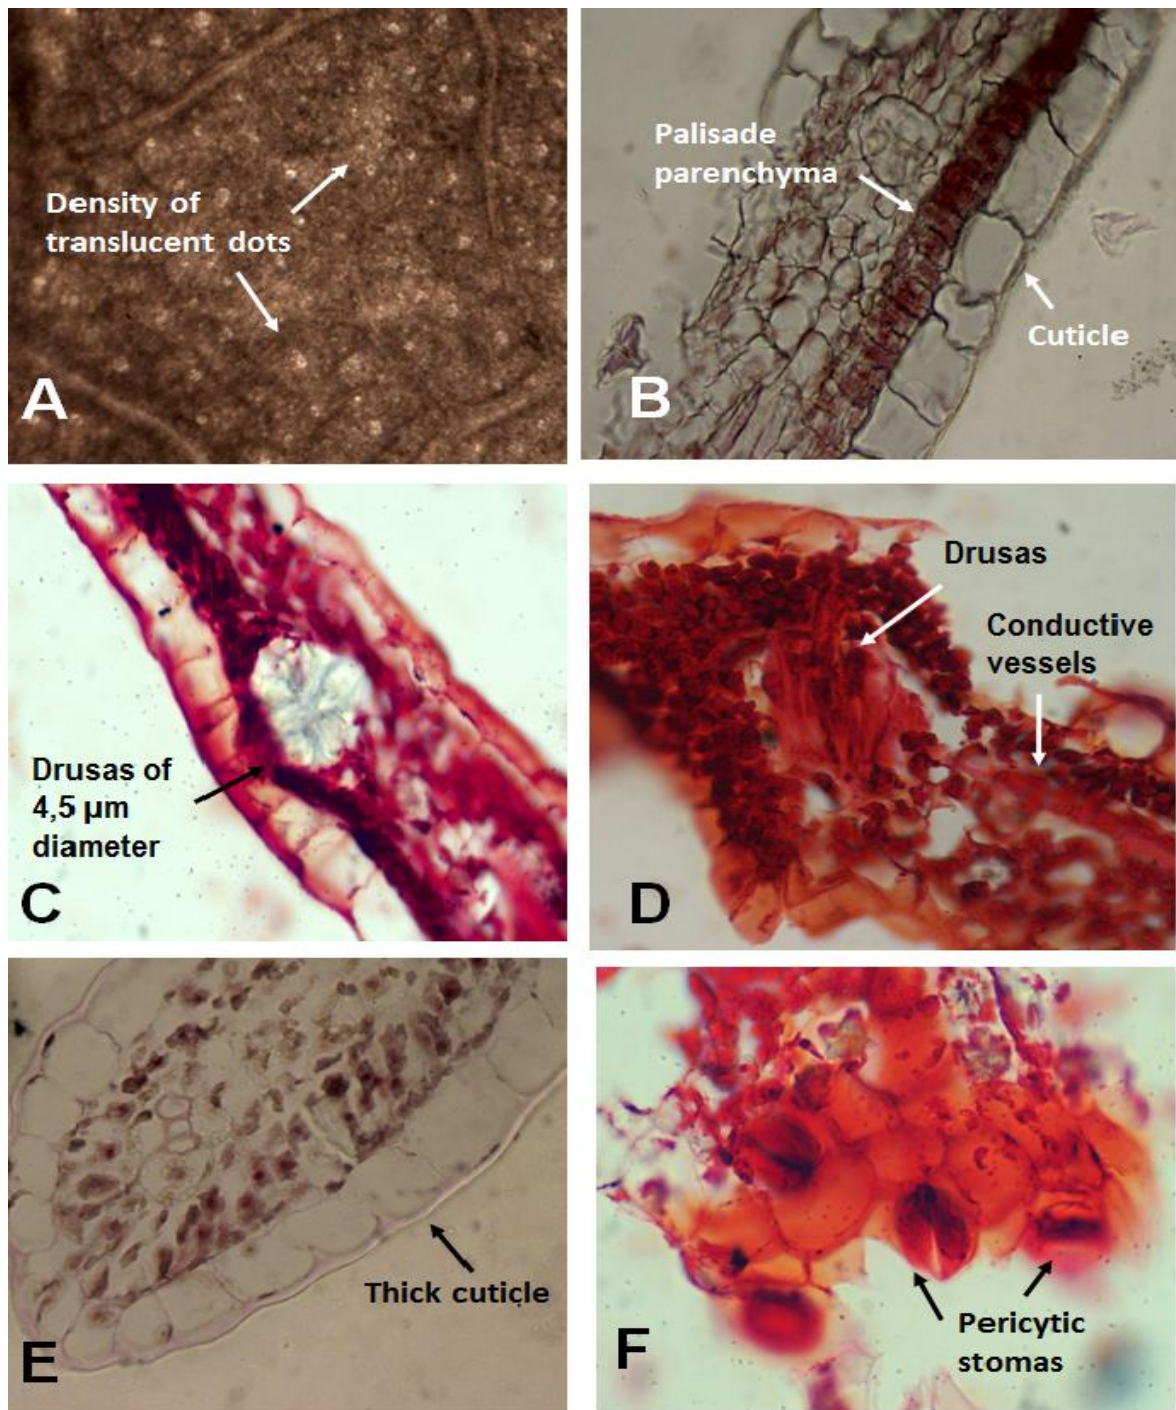 Density of
translucent dots
A
Palisade
parenchyma
Cuticle
B
Drusas of
4,5 µm
diameter
C
Drusas
Conductive
vessels
D
Thick cuticle
E
Pericytic
stomas
F